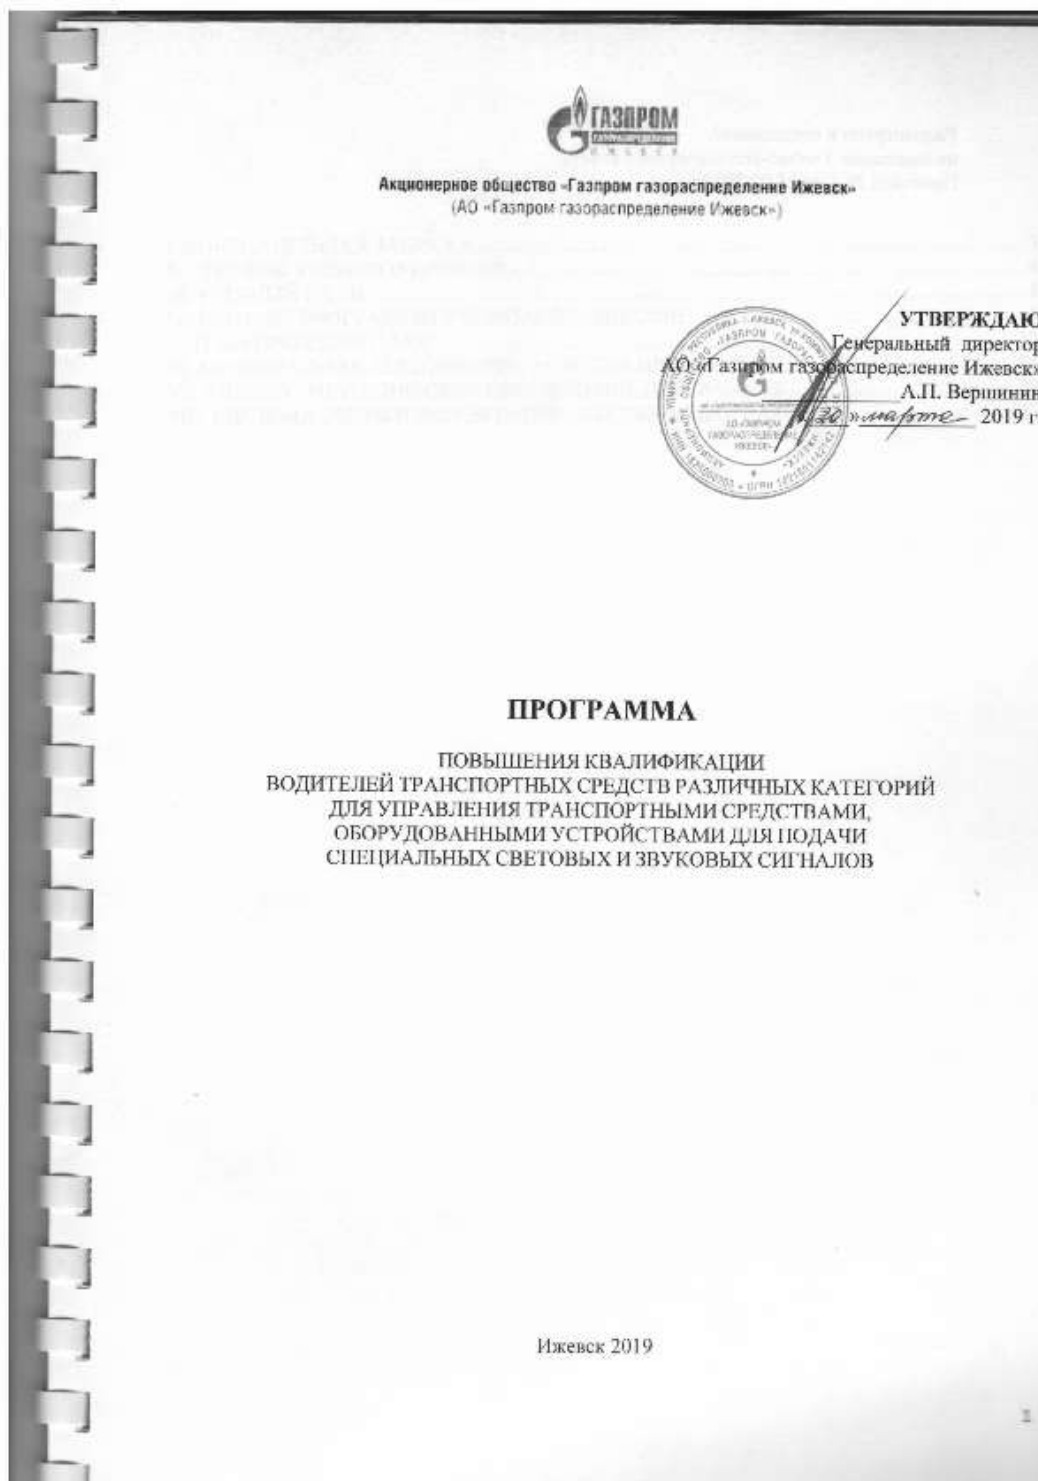 ГАЗПРОМ
ИЖЕВСК
Акционерное общество «Газпром газораспределение Ижевск»
(АО «Газпром газораспределение Ижевск»)
УТВЕРЖДАЮ
Генеральный директор
АО «Газпром газораспределение Ижевск»
А.П. Вершинин
«20» марта 2019 г
ПРОГРАММА
ПОВЫШЕНИЯ КВАЛИФИКАЦИИ
ВОДИТЕЛЕЙ ТРАНСПОРТНЫХ СРЕДСТВ РАЗЛИЧНЫХ КАТЕГОРИЙ
ДЛЯ УПРАВЛЕНИЯ ТРАНСПОРТНЫМИ СРЕДСТВАМИ,
ОБОРУДОВАННЫМИ УСТРОЙСТВАМИ ДЛЯ ПОДАЧИ
СПЕЦИАЛЬНЫХ СВЕТОВЫХ И ЗВУКОВЫХ СИГНАЛОВ
Ижевск 2019
1